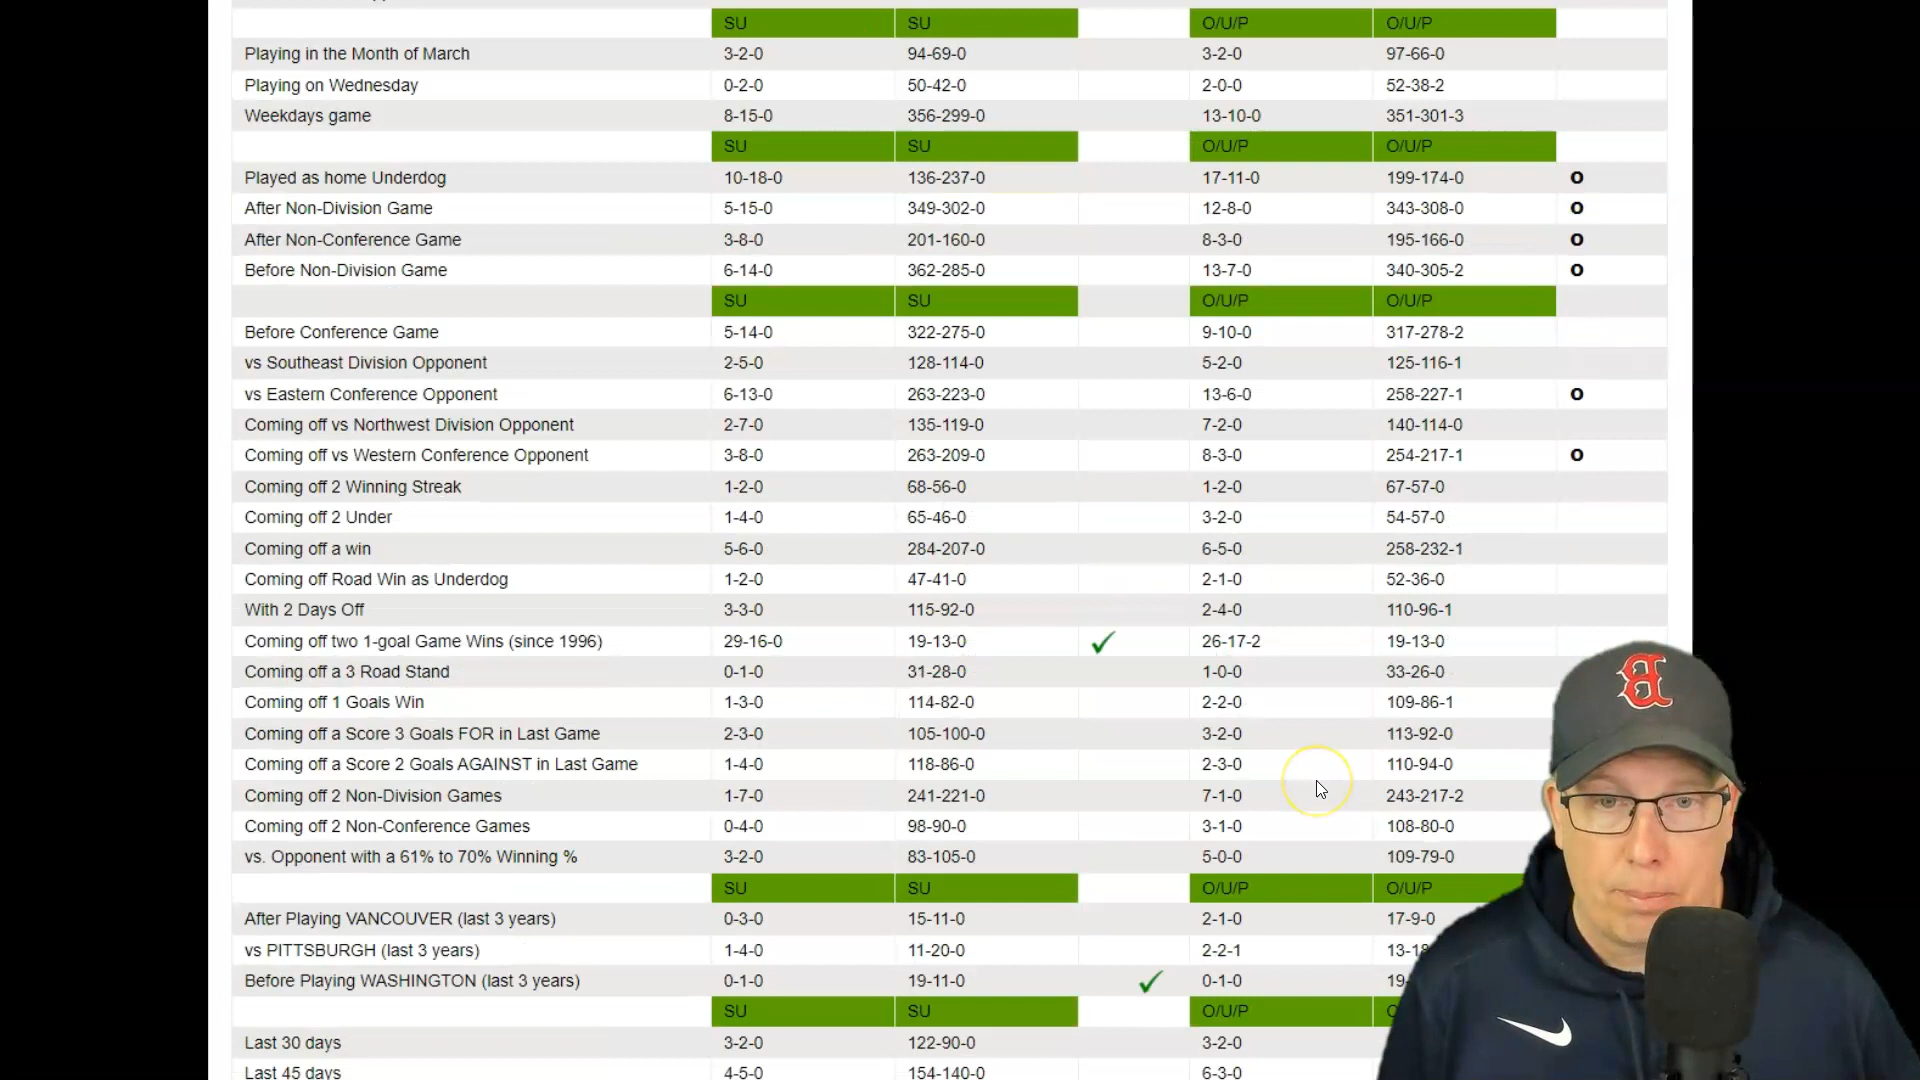 SU SU O/U/P O/U/P
Playing in the Month of March 3-2-0 94-69-0 3-2-0 97-66-0
Playing on Wednesday 0-2-0 50-42-0 2-0-0 52-38-2
Weekdays game 8-15-0 356-299-0 13-10-0 351-301-3
SU SU O/U/P O/U/P
Played as home Underdog 10-18-0 136-237-0 17-11-0 199-174-0 O
After Non-Division Game 5-15-0 349-302-0 12-8-0 343-308-0 O
After Non-Conference Game 3-8-0 201-160-0 8-3-0 195-166-0 O
Before Non-Division Game 6-14-0 362-285-0 13-7-0 340-305-2 O
SU SU O/U/P O/U/P
Before Conference Game 5-14-0 322-275-0 9-10-0 317-278-2
vs Southeast Division Opponent 2-5-0 128-114-0 5-2-0 125-116-1
vs Eastern Conference Opponent 6-13-0 263-223-0 13-6-0 258-227-1 O
Coming off vs Northwest Division Opponent 2-7-0 135-119-0 7-2-0 140-114-0
Coming off vs Western Conference Opponent 3-8-0 263-209-0 8-3-0 254-217-1 O
Coming off 2 Winning Streak 1-2-0 68-56-0 1-2-0 67-57-0
Coming off 2 Under 1-4-0 65-46-0 3-2-0 54-57-0
Coming off a win 5-6-0 284-207-0 6-5-0 258-232-1
Coming off Road Win as Underdog 1-2-0 47-41-0 2-1-0 52-36-0
With 2 Days Off 3-3-0 115-92-0 2-4-0 110-96-1
Coming off two 1-goal Game Wins (since 1996) 29-16-0 19-13-0 26-17-2 19-13-0
Coming off a 3 Road Stand 0-1-0 31-28-0 1-0-0 33-26-0
Coming off 1 Goals Win 1-3-0 114-82-0 2-2-0 109-86-1
Coming off a Score 3 Goals FOR in Last Game 2-3-0 105-100-0 3-2-0 113-92-0
Coming off a Score 2 Goals AGAINST in Last Game 1-4-0 118-86-0 2-3-0 110-94-0
Coming off 2 Non-Division Games 1-7-0 241-221-0 7-1-0 243-217-2
Coming off 2 Non-Conference Games 0-4-0 98-90-0 3-1-0 108-80-0
vs. Opponent with a 61% to 70% Winning % 3-2-0 83-105-0 5-0-0 109-79-0
SU SU O/U/P O/U/P
After Playing VANCOUVER (last 3 years) 0-3-0 15-11-0 2-1-0 17-9-0
vs PITTSBURGH (last 3 years) 1-4-0 11-20-0 2-2-1
Before Playing WASHINGTON (last 3 years) 0-1-0 19-11-0 0-1-0
SU SU O/U/P
Last 30 days 3-2-0 122-90-0 3-2-0
Last 45 days 4-5-0 154-140-0 6-3-0
B